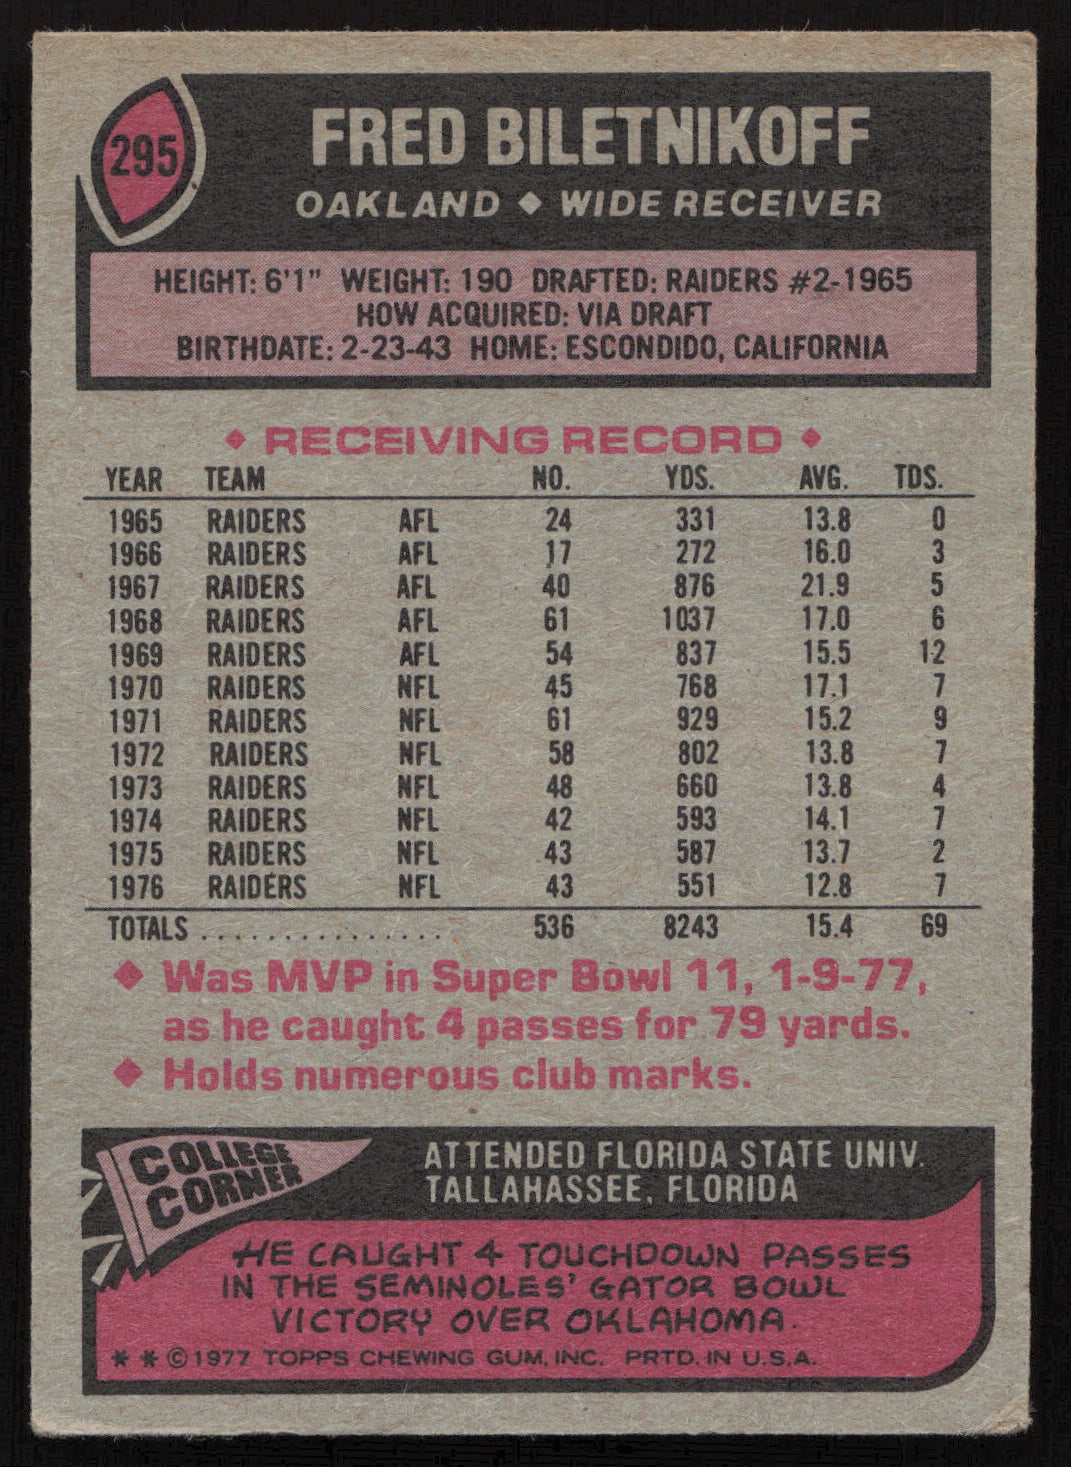 295
FRED BILETNIKOFF
OAKLAND ◆ WIDE RECEIVER
HEIGHT: 6'1" WEIGHT: 190 DRAFTED: RAIDERS #2-1965
HOW ACQUIRED: VIA DRAFT
BIRTHDATE: 2-23-43 HOME: ESCONDIDO, CALIFORNIA
◆ RECEIVING RECORD ◆
YEAR TEAM NO. YDS. AVG. TDS.
1965 RAIDERS AFL 24 331 13.8 0
1966 RAIDERS AFL 17 272 16.0 3
1967 RAIDERS AFL 40 876 21.9 5
1968 RAIDERS AFL 61 1037 17.0 6
1969 RAIDERS AFL 54 837 15.5 12
1970 RAIDERS NFL 45 768 17.1 7
1971 RAIDERS NFL 61 929 15.2 9
1972 RAIDERS NFL 58 802 13.8 7
1973 RAIDERS NFL 48 660 13.8 4
1974 RAIDERS NFL 42 593 14.1 7
1975 RAIDERS NFL 43 587 13.7 2
1976 RAIDERS NFL 43 551 12.8 7
TOTALS ................ 536 8243 15.4 69
◆ Was MVP in Super Bowl 11, 1-9-77,
as he caught 4 passes for 79 yards.
◆ Holds numerous club marks.
COLLEGE
CORNER
ATTENDED FLORIDA STATE UNIV.
TALLAHASSEE, FLORIDA
HE CAUGHT 4 TOUCHDOWN PASSES
IN THE SEMINOLES' GATOR BOWL
VICTORY OVER OKLAHOMA.
* * © 1977 TOPPS CHEWING GUM, INC. PRTD. IN U.S.A.